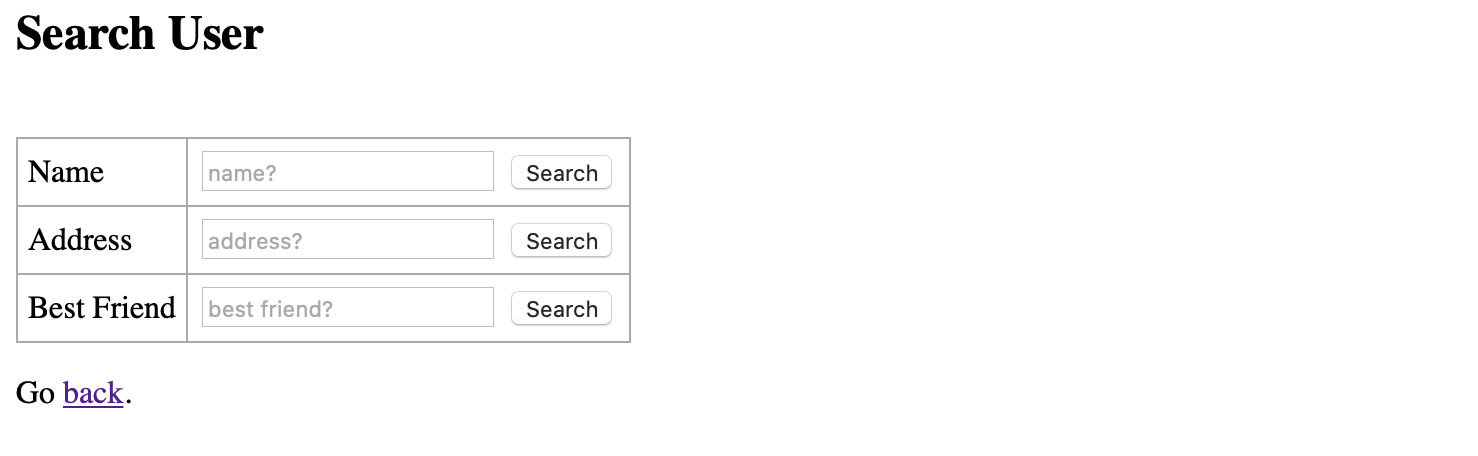 Search User
Name name? Search
Address address? Search
Best Friend best friend? Search
Go back.